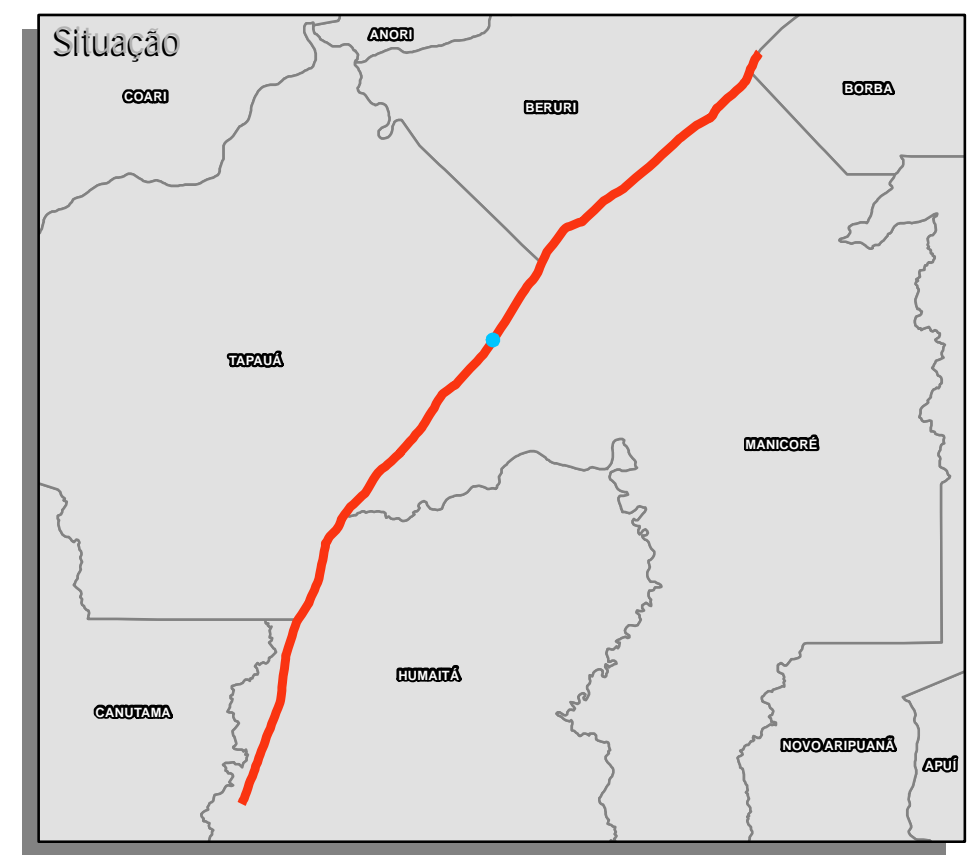 Situação
ANORI
COARI
BERURI
BORBA
TAPAUÁ
MANICORÉ
HUMAITÁ
CANUTAMA
NOVO ARIPUANÃ
APUÍ